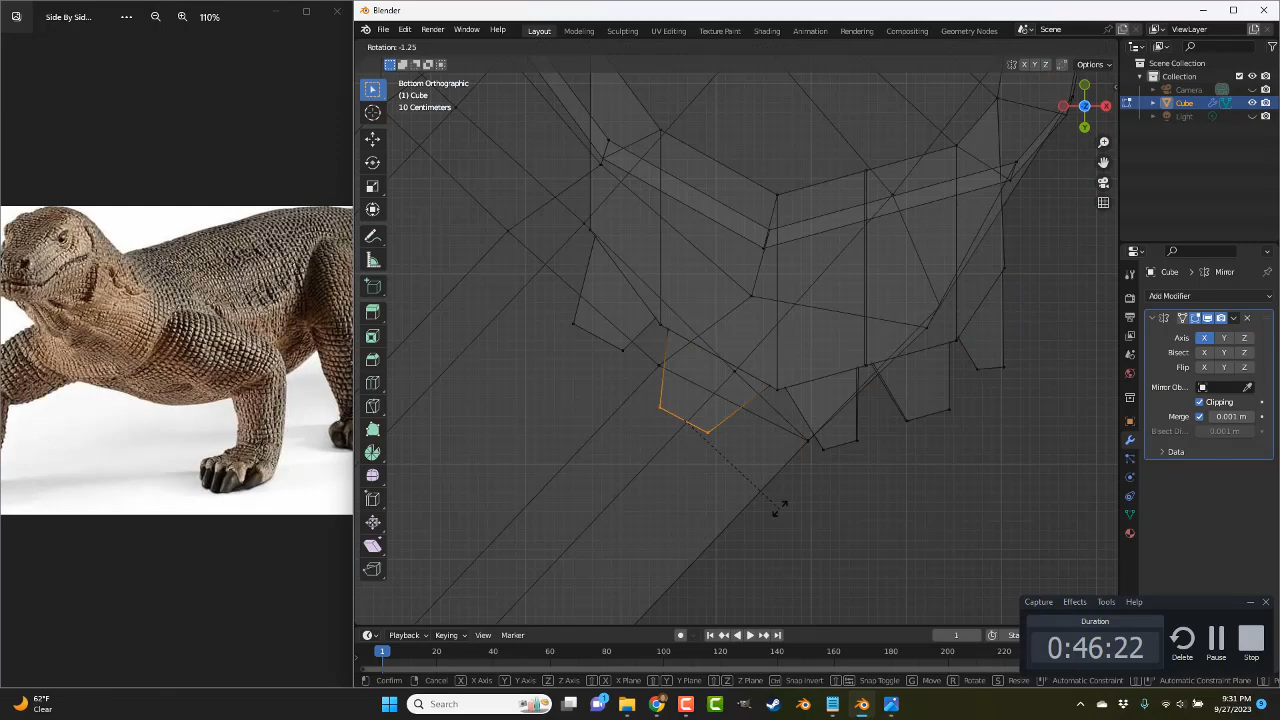 Side By Sid...
110%
Blender
File
Edit
Render
Window
Help
Layout
Modeling
Sculpting
UV Editing
Texture Paint
Shading
Animation
Rendering
Compositing
Geometry Nodes
Scene
ViewLayer
Rotation: -1.25
Options
X
Y
Z
Bottom Orthographic
(1) Cube
10 Centimeters
Scene Collection
Collection
Camera
Cube
Light
Cube
Mirror
Add Modifier
Axis
X
Y
Z
Bisect
X
Y
Z
Flip
X
Y
Z
Mirror Ob...
Clipping
Merge
0.001 m
Bisect Di...
0.001 m
Data
Capture
Effects
Tools
Help
Duration
0:46:22
Delete
Pause
Stop
Playback
Keying
View
Marker
1
Sta
1
20
40
60
80
100
120
140
160
180
200
220
Confirm
Cancel
X
X Axis
Y
Y Axis
Z
Z Axis
X
X Plane
Y
Y Plane
Z
Z Plane
Ctrl
Snap Invert
Snap Toggle
G
Move
R
Rotate
S
Resize
Automatic Constraint
Automatic Constraint
62°F
Clear
Search
9:31 PM
9/27/2023